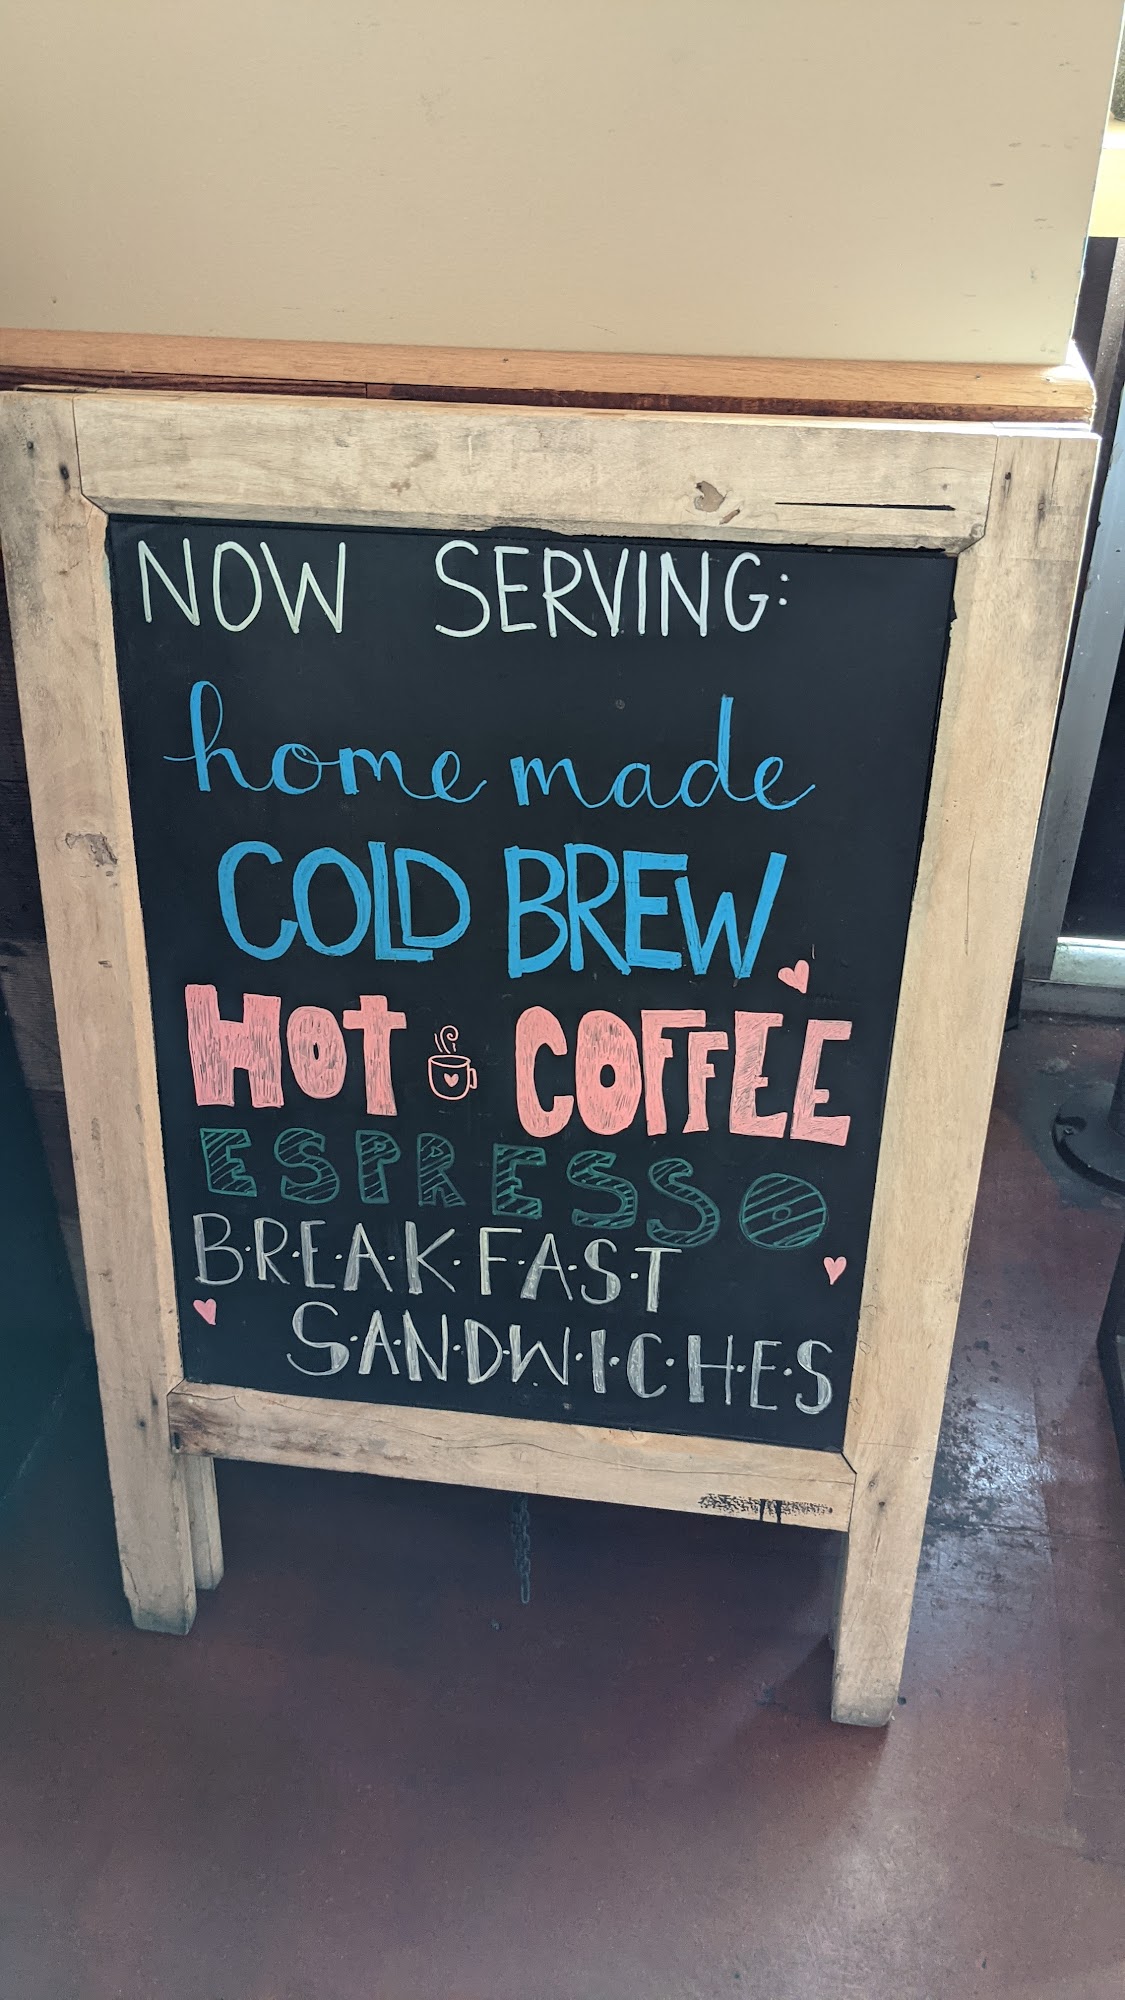 NOW SERVING:
home made
COLD BREW
HOT COFFEE
ESPRESSO
B·R·E·A·K·F·A·S·T
S·A·N·D·W·I·C·H·E·S